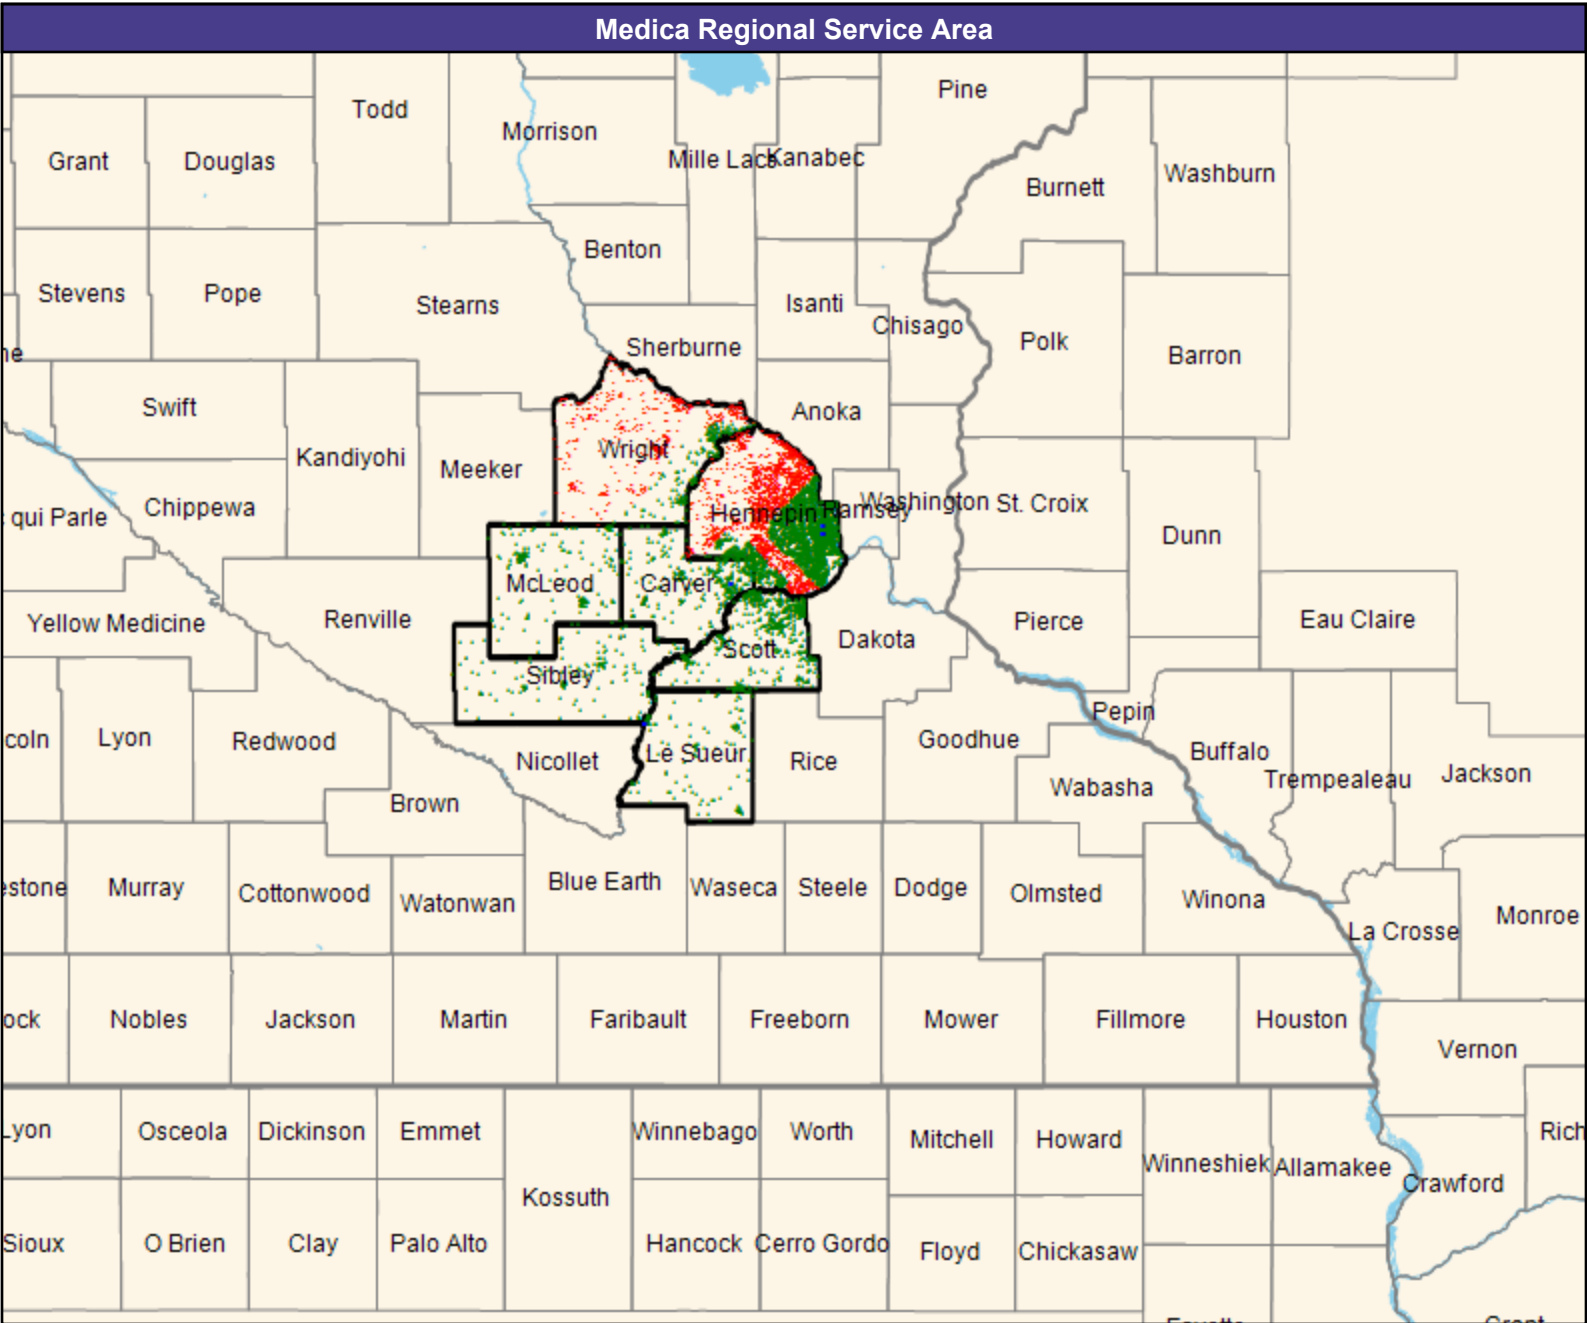 Medica Regional Service Area
Pine
Todd
Morrison
Grant
Douglas
Mille Lacs
Kanabec
Burnett
Washburn
Benton
Stevens
Pope
Stearns
Isanti
Chisago
Sherburne
Polk
Barron
ne
Swift
Anoka
Wright
Kandiyohi
Meeker
Chippewa
qui Parle
Hennepin
Ramsey
Washington
St. Croix
Dunn
McLeod
Carver
Yellow Medicine
Renville
Pierce
Eau Claire
Dakota
Scott
Sibley
Pepin
coln
Lyon
Redwood
Nicollet
Le Sueur
Rice
Goodhue
Buffalo
Trempealeau
Jackson
Wabasha
Brown
estone
Murray
Cottonwood
Watonwan
Blue Earth
Waseca
Steele
Dodge
Olmsted
Winona
La Crosse
Monroe
ock
Nobles
Jackson
Martin
Faribault
Freeborn
Mower
Fillmore
Houston
Vernon
Lyon
Osceola
Dickinson
Emmet
Winnebago
Worth
Mitchell
Howard
Rich
Winneshiek
Allamakee
Crawford
Kossuth
Sioux
O Brien
Clay
Palo Alto
Hancock
Cerro Gordo
Floyd
Chickasaw